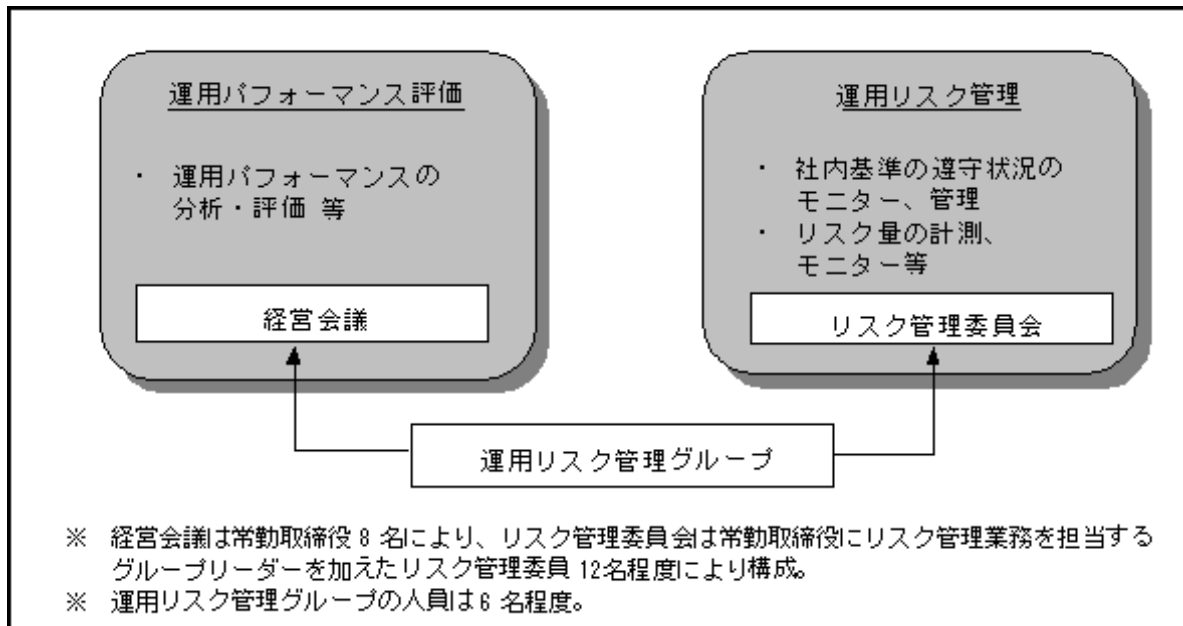 運用パフォーマンス評価
・ 運用パフォーマンスの
分析・評価 等
経営会議
運用リスク管理
・ 社内基準の遵守状況の
モニター、管理
・ リスク量の計測、
モニター等
リスク管理委員会
運用リスク管理グループ
※ 経営会議は常勤取締役 8 名により、リスク管理委員会は常勤取締役にリスク管理業務を担当する
グループリーダーを加えたリスク管理委員 12名程度により構成。
※ 運用リスク管理グループの人員は 6 名程度。